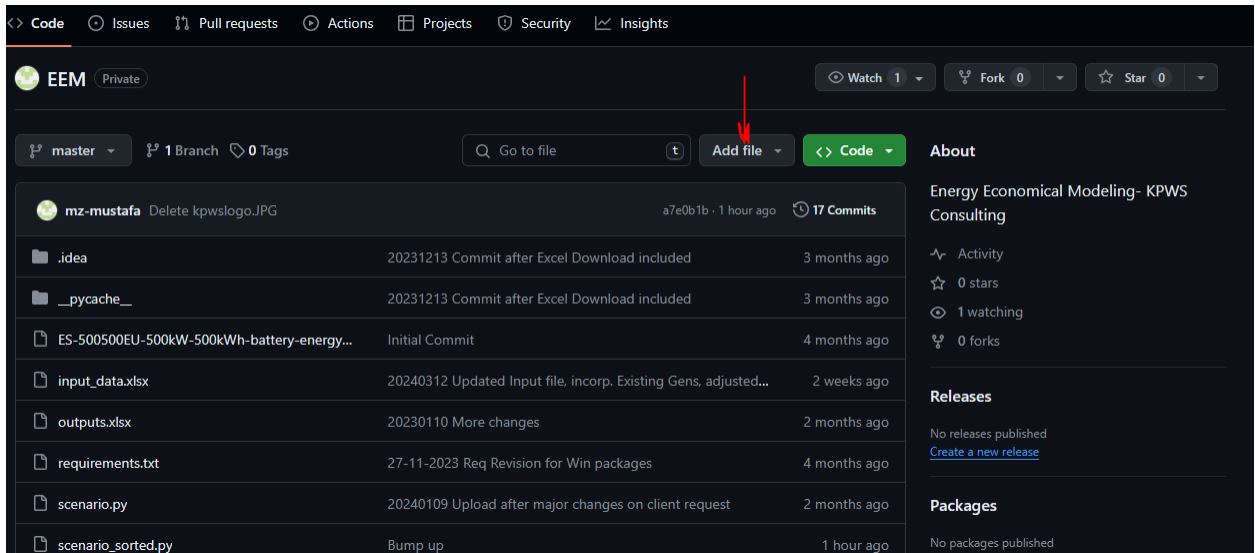 Code Issues Pull requests Actions Projects Security Insights
EEM Private Watch 1 Fork 0 Star 0
master 1 Branch 0 Tags Go to file t Add file Code
mz-mustafa Delete kpwslogo.JPG a7e0b1b · 1 hour ago 17 Commits
.idea 20231213 Commit after Excel Download included 3 months ago
__pycache__ 20231213 Commit after Excel Download included 3 months ago
ES-500500EU-500kW-500kWh-battery-energy... Initial Commit 4 months ago
input_data.xlsx 20240312 Updated Input file, incorp. Existing Gens, adjusted... 2 weeks ago
outputs.xlsx 20230110 More changes 2 months ago
requirements.txt 27-11-2023 Req Revision for Win packages 4 months ago
scenario.py 20240109 Upload after major changes on client request 2 months ago
scenario_sorted.py Bump up 1 hour ago
About
Energy Economical Modeling- KPWS
Consulting
Activity
0 stars
1 watching
0 forks
Releases
No releases published
Create a new release
Packages
No packages published